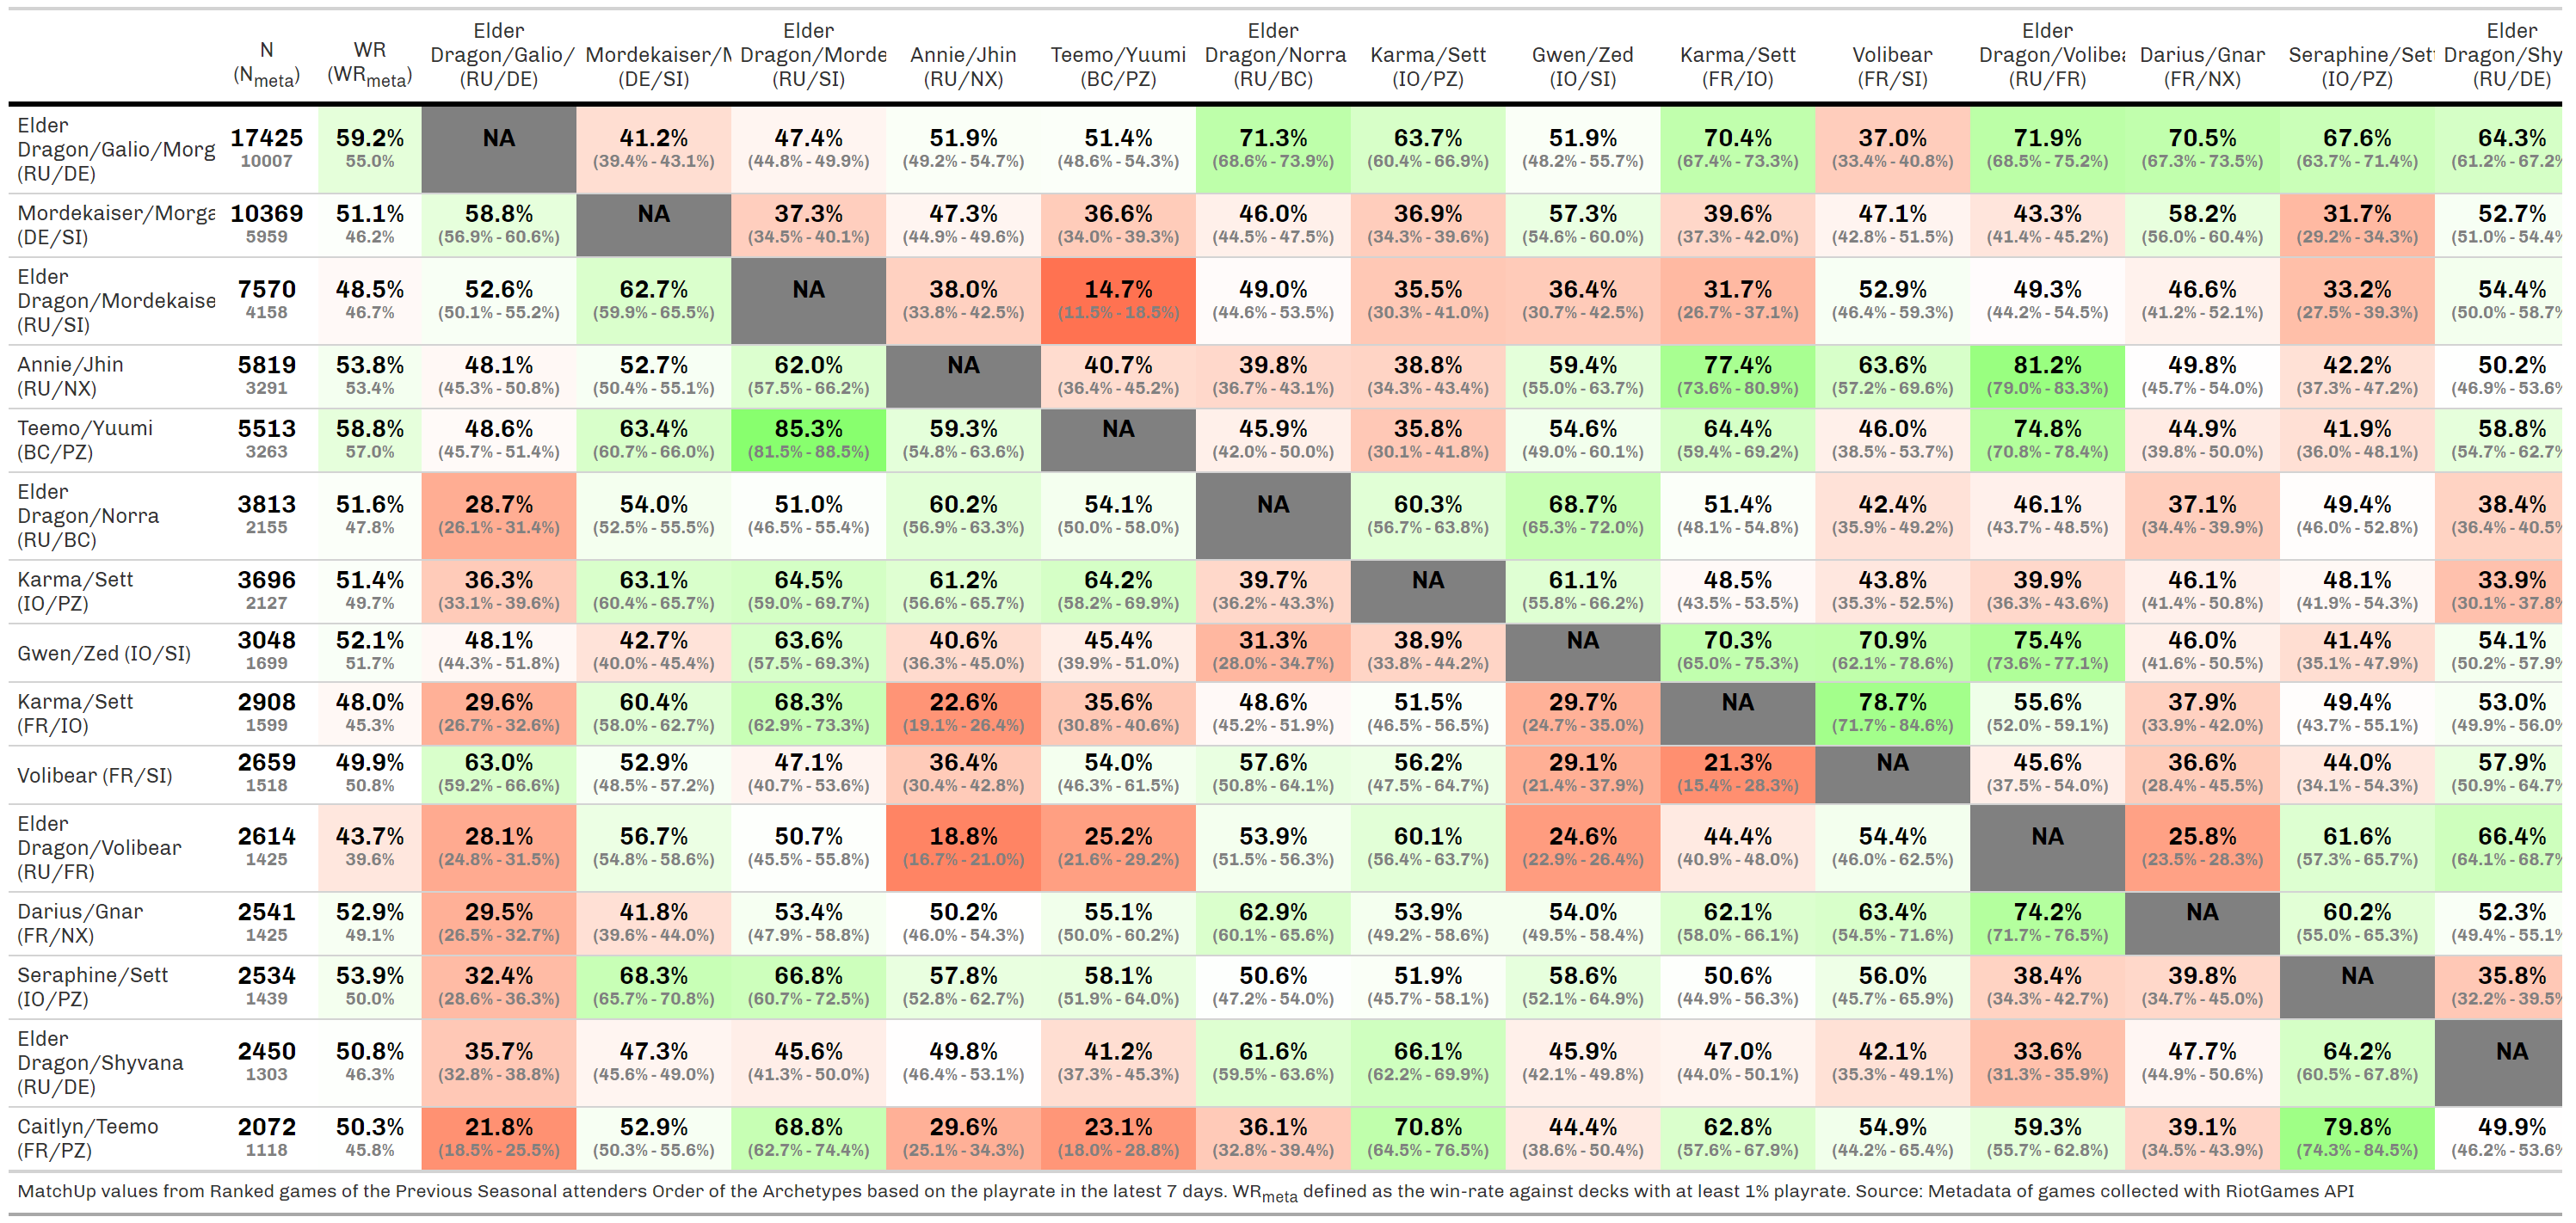 N (Nmeta) WR (WRmeta) Elder Dragon/Galio/ (RU/DE) Mordekaiser/M (DE/SI) Elder Dragon/Morde (RU/SI) Annie/Jhin (RU/NX) Teemo/Yuumi (BC/PZ) Elder Dragon/Norra (RU/BC) Karma/Sett (IO/PZ) Gwen/Zed (IO/SI) Karma/Sett (FR/IO) Volibear (FR/SI) Elder Dragon/Volibea (RU/FR) Darius/Gnar (FR/NX) Seraphine/Sett (IO/PZ) Elder Dragon/Shy (RU/DE)
Elder Dragon/Galio/Morg (RU/DE) 17425 59.2% NA 41.2% 47.4% 51.9% 51.4% 71.3% 63.7% 51.9% 70.4% 37.0% 71.9% 70.5% 67.6% 64.3%
10007 55.0% (39.4% - 43.1%) (44.8% - 49.9%) (49.2% - 54.7%) (48.6% - 54.3%) (68.6% - 73.9%) (60.4% - 66.9%) (48.2% - 55.7%) (67.4% - 73.3%) (33.4% - 40.8%) (68.5% - 75.2%) (67.3% - 73.5%) (63.7% - 71.4%) (61.2% - 67.2%
Mordekaiser/Morga (DE/SI) 10369 51.1% 58.8% NA 37.3% 47.3% 36.6% 46.0% 36.9% 57.3% 39.6% 47.1% 43.3% 58.2% 31.7% 52.7%
5959 46.2% (56.9% - 60.6%) (34.5% - 40.1%) (44.9% - 49.6%) (34.0% - 39.3%) (44.5% - 47.5%) (34.3% - 39.6%) (54.6% - 60.0%) (37.3% - 42.0%) (42.8% - 51.5%) (41.4% - 45.2%) (56.0% - 60.4%) (29.2% - 34.3%) (51.0% - 54.4%
Elder Dragon/Mordekaise (RU/SI) 7570 48.5% 52.6% 62.7% NA 38.0% 14.7% 49.0% 35.5% 36.4% 31.7% 52.9% 49.3% 46.6% 33.2% 54.4%
4158 46.7% (50.1% - 55.2%) (59.9% - 65.5%) (33.8% - 42.5%) (11.5% - 18.5%) (44.6% - 53.5%) (30.3% - 41.0%) (30.7% - 42.5%) (26.7% - 37.1%) (46.4% - 59.3%) (44.2% - 54.5%) (41.2% - 52.1%) (27.5% - 39.3%) (50.0% - 58.7%
Annie/Jhin (RU/NX) 5819 53.8% 48.1% 52.7% 62.0% NA 40.7% 39.8% 38.8% 59.4% 77.4% 63.6% 81.2% 49.8% 42.2% 50.2%
3291 53.4% (45.3% - 50.8%) (50.4% - 55.1%) (57.5% - 66.2%) (36.4% - 45.2%) (36.7% - 43.1%) (34.3% - 43.4%) (55.0% - 63.7%) (73.6% - 80.9%) (57.2% - 69.6%) (79.0% - 83.3%) (45.7% - 54.0%) (37.3% - 47.2%) (46.9% - 53.6%
Teemo/Yuumi (BC/PZ) 5513 58.8% 48.6% 63.4% 85.3% 59.3% NA 45.9% 35.8% 54.6% 64.4% 46.0% 74.8% 44.9% 41.9% 58.8%
3263 57.0% (45.7% - 51.4%) (60.7% - 66.0%) (81.5% - 88.5%) (54.8% - 63.6%) (42.0% - 50.0%) (30.1% - 41.8%) (49.0% - 60.1%) (59.4% - 69.2%) (38.5% - 53.7%) (70.8% - 78.4%) (39.8% - 50.0%) (36.0% - 48.1%) (54.7% - 62.7%
Elder Dragon/Norra (RU/BC) 3813 51.6% 28.7% 54.0% 51.0% 60.2% 54.1% NA 60.3% 68.7% 51.4% 42.4% 46.1% 37.1% 49.4% 38.4%
2155 47.8% (26.1% - 31.4%) (52.5% - 55.5%) (46.5% - 55.4%) (56.9% - 63.3%) (50.0% - 58.0%) (56.7% - 63.8%) (65.3% - 72.0%) (48.1% - 54.8%) (35.9% - 49.2%) (43.7% - 48.5%) (34.4% - 39.9%) (46.0% - 52.8%) (36.4% - 40.5%
Karma/Sett (IO/PZ) 3696 51.4% 36.3% 63.1% 64.5% 61.2% 64.2% 39.7% NA 61.1% 48.5% 43.8% 39.9% 46.1% 48.1% 33.9%
2127 49.7% (33.1% - 39.6%) (60.4% - 65.7%) (59.0% - 69.7%) (56.6% - 65.7%) (58.2% - 69.9%) (36.2% - 43.3%) (55.8% - 66.2%) (43.5% - 53.5%) (35.3% - 52.5%) (36.3% - 43.6%) (41.4% - 50.8%) (41.9% - 54.3%) (30.1% - 37.8%
Gwen/Zed (IO/SI) 3048 52.1% 48.1% 42.7% 63.6% 40.6% 45.4% 31.3% 38.9% NA 70.3% 70.9% 75.4% 46.0% 41.4% 54.1%
1699 51.7% (44.3% - 51.8%) (40.0% - 45.4%) (57.5% - 69.3%) (36.3% - 45.0%) (39.9% - 51.0%) (28.0% - 34.7%) (33.8% - 44.2%) (65.0% - 75.3%) (62.1% - 78.6%) (73.6% - 77.1%) (41.6% - 50.5%) (35.1% - 47.9%) (50.2% - 57.9%
Karma/Sett (FR/IO) 2908 48.0% 29.6% 60.4% 68.3% 22.6% 35.6% 48.6% 51.5% 29.7% NA 78.7% 55.6% 37.9% 49.4% 53.0%
1599 45.3% (26.7% - 32.6%) (58.0% - 62.7%) (62.9% - 73.3%) (19.1% - 26.4%) (30.8% - 40.6%) (45.2% - 51.9%) (46.5% - 56.5%) (24.7% - 35.0%) (71.7% - 84.6%) (52.0% - 59.1%) (33.9% - 42.0%) (43.7% - 55.1%) (49.9% - 56.0%
Volibear (FR/SI) 2659 49.9% 63.0% 52.9% 47.1% 36.4% 54.0% 57.6% 56.2% 29.1% 21.3% NA 45.6% 36.6% 44.0% 57.9%
1518 50.8% (59.2% - 66.6%) (48.5% - 57.2%) (40.7% - 53.6%) (30.4% - 42.8%) (46.3% - 61.5%) (50.8% - 64.1%) (47.5% - 64.7%) (21.4% - 37.9%) (15.4% - 28.3%) (37.5% - 54.0%) (28.4% - 45.5%) (34.1% - 54.3%) (50.9% - 64.7%
Elder Dragon/Volibear (RU/FR) 2614 43.7% 28.1% 56.7% 50.7% 18.8% 25.2% 53.9% 60.1% 24.6% 44.4% 54.4% NA 25.8% 61.6% 66.4%
1425 39.6% (24.8% - 31.5%) (54.8% - 58.6%) (45.5% - 55.8%) (16.7% - 21.0%) (21.6% - 29.2%) (51.5% - 56.3%) (56.4% - 63.7%) (22.9% - 26.4%) (40.9% - 48.0%) (46.0% - 62.5%) (23.5% - 28.3%) (57.3% - 65.7%) (64.1% - 68.7%
Darius/Gnar (FR/NX) 2541 52.9% 29.5% 41.8% 53.4% 50.2% 55.1% 62.9% 53.9% 54.0% 62.1% 63.4% 74.2% NA 60.2% 52.3%
1425 49.1% (26.5% - 32.7%) (39.6% - 44.0%) (47.9% - 58.8%) (46.0% - 54.3%) (50.0% - 60.2%) (60.1% - 65.6%) (49.2% - 58.6%) (49.5% - 58.4%) (58.0% - 66.1%) (54.5% - 71.6%) (71.7% - 76.5%) (55.0% - 65.3%) (49.4% - 55.1%
Seraphine/Sett (IO/PZ) 2534 53.9% 32.4% 68.3% 66.8% 57.8% 58.1% 50.6% 51.9% 58.6% 50.6% 56.0% 38.4% 39.8% NA 35.8%
1439 50.0% (28.6% - 36.3%) (65.7% - 70.8%) (60.7% - 72.5%) (52.8% - 62.7%) (51.9% - 64.0%) (47.2% - 54.0%) (45.7% - 58.1%) (52.1% - 64.9%) (44.9% - 56.3%) (45.7% - 65.9%) (34.3% - 42.7%) (34.7% - 45.0%) (32.2% - 39.5%
Elder Dragon/Shyvana (RU/DE) 2450 50.8% 35.7% 47.3% 45.6% 49.8% 41.2% 61.6% 66.1% 45.9% 47.0% 42.1% 33.6% 47.7% 64.2% NA
1303 46.3% (32.8% - 38.8%) (45.6% - 49.0%) (41.3% - 50.0%) (46.4% - 53.1%) (37.3% - 45.3%) (59.5% - 63.6%) (62.2% - 69.9%) (42.1% - 49.8%) (44.0% - 50.1%) (35.3% - 49.1%) (31.3% - 35.9%) (44.9% - 50.6%) (60.5% - 67.8%)
Caitlyn/Teemo (FR/PZ) 2072 50.3% 21.8% 52.9% 68.8% 29.6% 23.1% 36.1% 70.8% 44.4% 62.8% 54.9% 59.3% 39.1% 79.8% 49.9%
1118 45.8% (18.5% - 25.5%) (50.3% - 55.6%) (62.7% - 74.4%) (25.1% - 34.3%) (18.0% - 28.8%) (32.8% - 39.4%) (64.5% - 76.5%) (38.6% - 50.4%) (57.6% - 67.9%) (44.2% - 65.4%) (55.7% - 62.8%) (34.5% - 43.9%) (74.3% - 84.5%) (46.2% - 53.6%
MatchUp values from Ranked games of the Previous Seasonal attenders Order of the Archetypes based on the playrate in the latest 7 days. WRmeta defined as the win-rate against decks with at least 1% playrate. Source: Metadata of games collected with RiotGames API